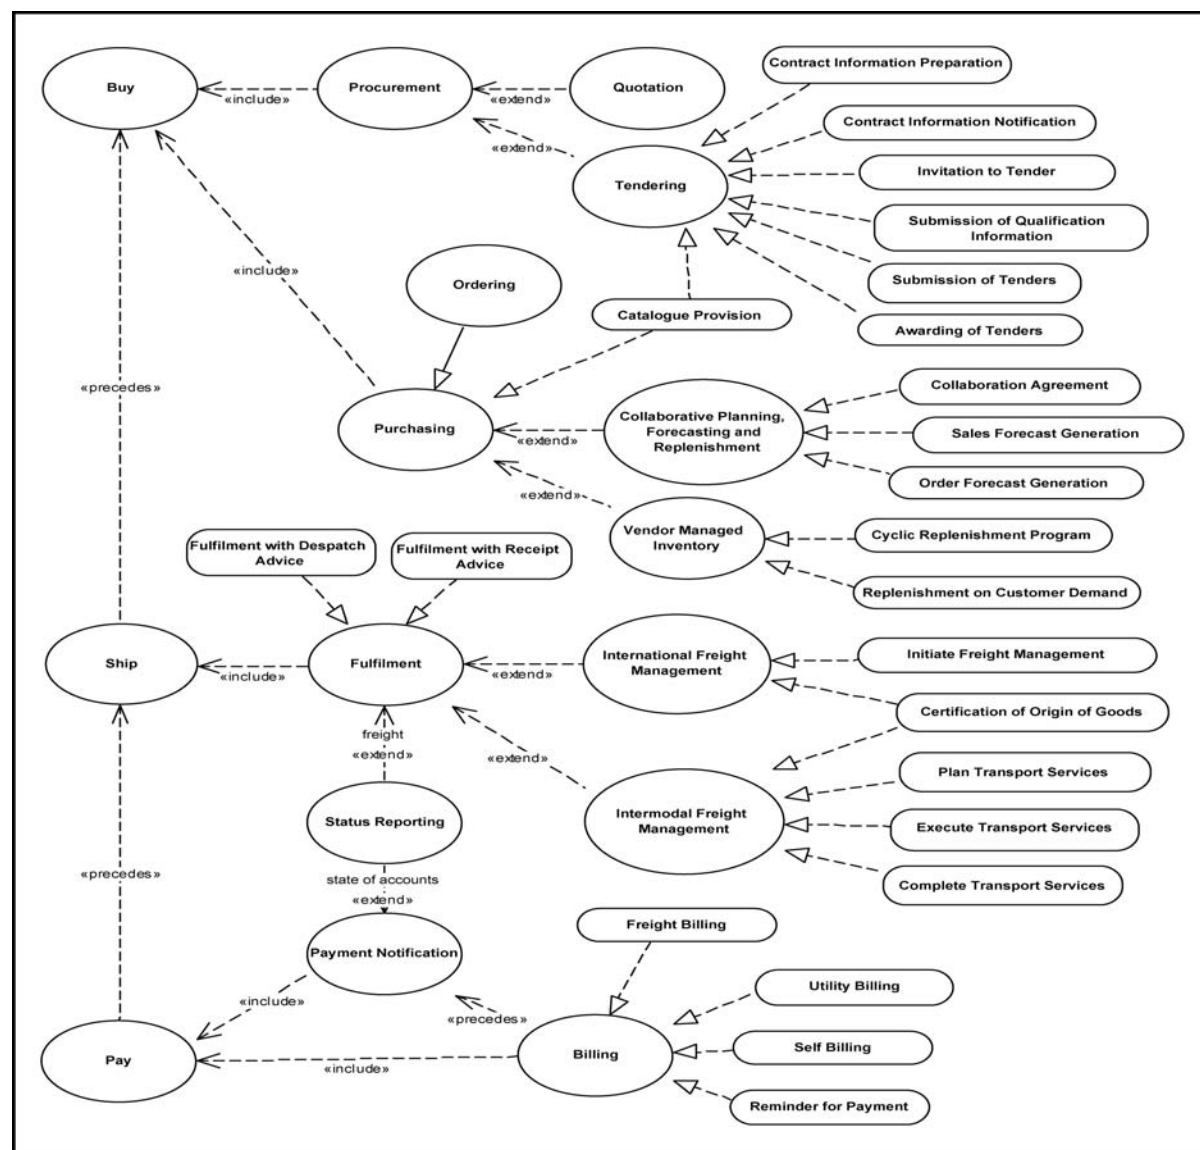 Contract Information Preparation
Buy
Procurement
Quotation
«include»
«extend»
Contract Information Notification
«extend»
Tendering
Invitation to Tender
Submission of Qualification
Information
«include»
Ordering
Submission of Tenders
Catalogue Provision
Awarding of Tenders
«precedes»
Collaboration Agreement
Purchasing
Collaborative Planning,
Forecasting and
Replenishment
«extend»
Sales Forecast Generation
Order Forecast Generation
«extend»
Vendor Managed
Inventory
Cyclic Replenishment Program
Replenishment on Customer Demand
Fulfilment with Despatch
Advice
Fulfilment with Receipt
Advice
Ship
«include»
Fulfilment
«extend»
International Freight
Management
Initiate Freight Management
Certification of Origin of Goods
freight
«extend»
«extend»
Plan Transport Services
Status Reporting
Intermodal Freight
Management
Execute Transport Services
«precedes»
state of accounts
«extend»
Complete Transport Services
Payment Notification
Freight Billing
«include»
«precedes»
Utility Billing
Pay
«include»
Billing
Self Billing
Reminder for Payment